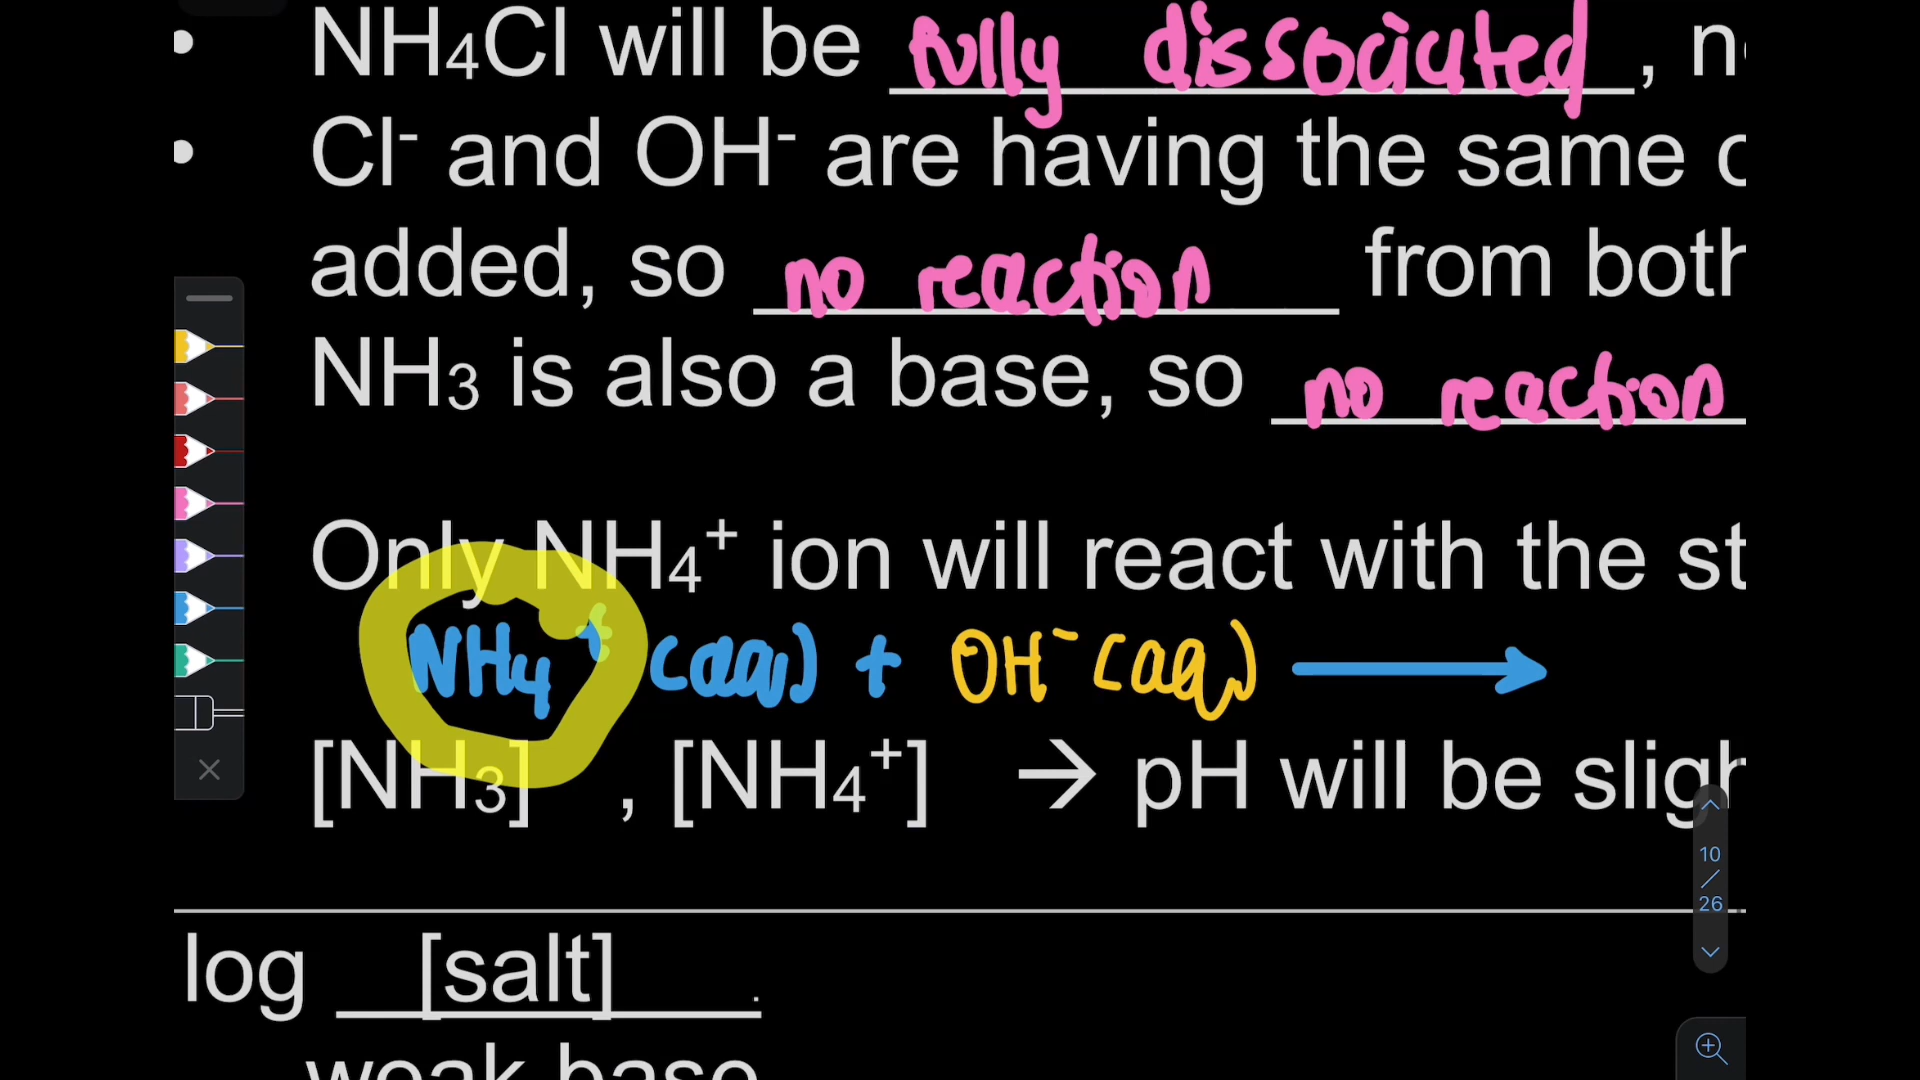 • NH₄Cl will be fully dissociated, n
• Cl⁻ and OH⁻ are having the same
added, so no reaction from both
NH₃ is also a base, so no reaction
Only NH₄⁺ ion will react with the st
NH₄⁺ (aq) + OH⁻ (aq) →
[NH₃] , [NH₄⁺] → pH will be sligh
10 / 26
log [salt] .
weak base